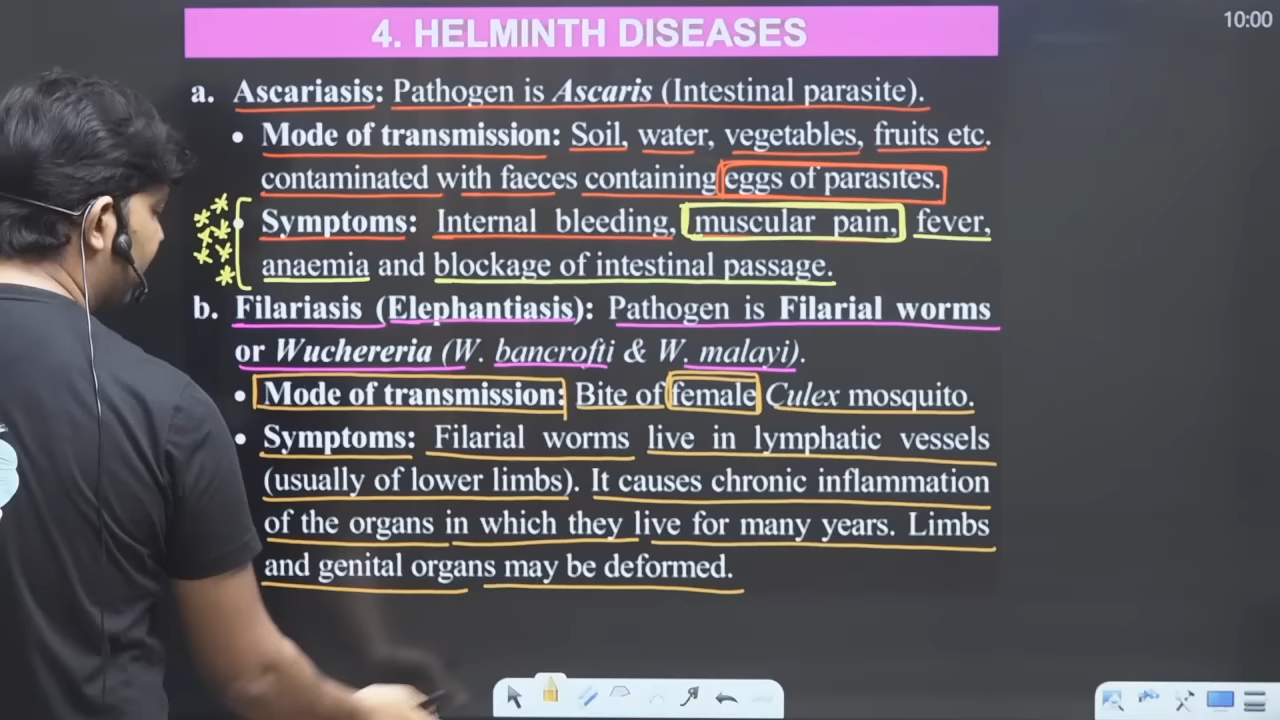 4. HELMINTH DISEASES
10:00
a. Ascariasis: Pathogen is Ascaris (Intestinal parasite).
• Mode of transmission: Soil, water, vegetables, fruits etc.
contaminated with faeces containing eggs of parasites.
• Symptoms: Internal bleeding, muscular pain, fever,
anaemia and blockage of intestinal passage.
b. Filariasis (Elephantiasis): Pathogen is Filarial worms
or Wuchereria (W. bancrofti & W. malayi).
• Mode of transmission: Bite of female Culex mosquito.
• Symptoms: Filarial worms live in lymphatic vessels
(usually of lower limbs). It causes chronic inflammation
of the organs in which they live for many years. Limbs
and genital organs may be deformed.